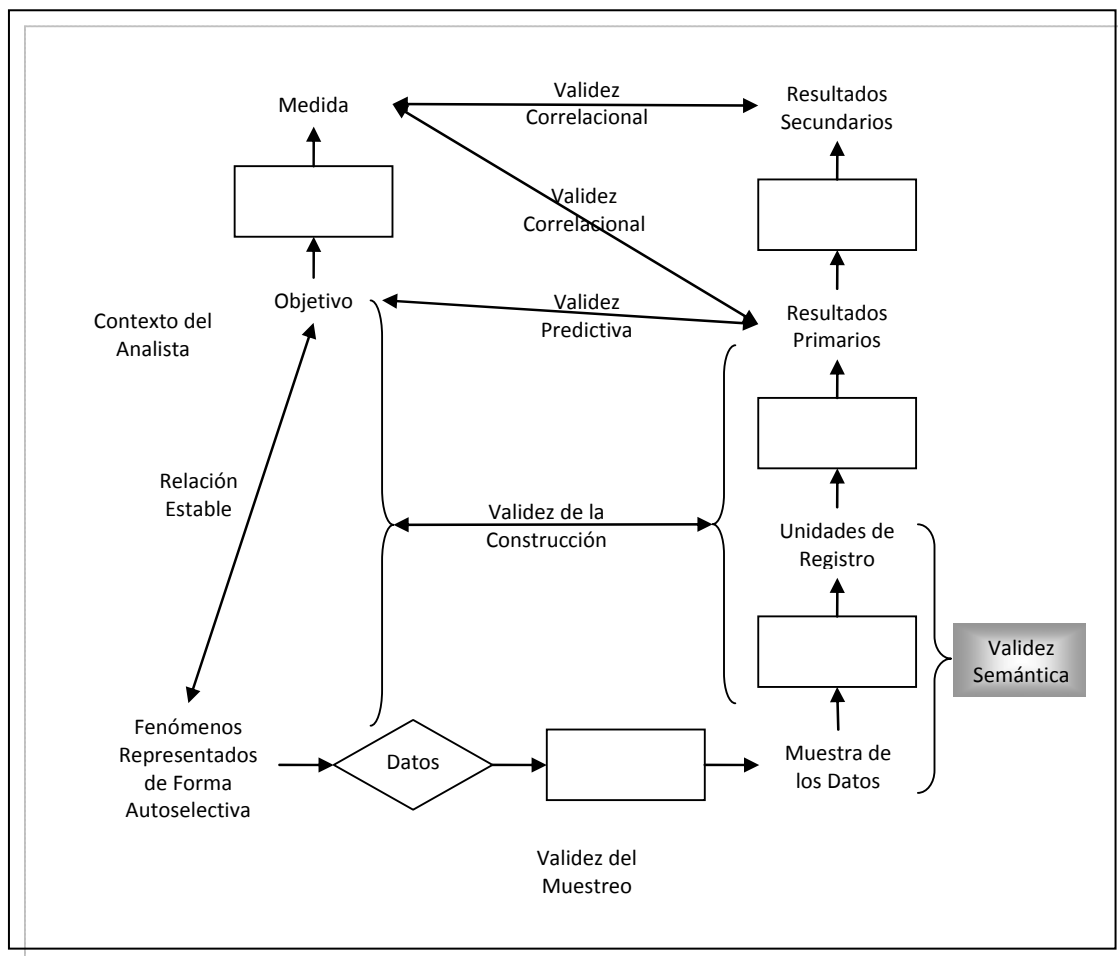 Medida
Validez
Correlacional
Resultados
Secundarios
Validez
Correlacional
Objetivo
Validez
Predictiva
Resultados
Primarios
Contexto del
Analista
Relación
Estable
Validez de la
Construcción
Unidades de
Registro
Validez
Semántica
Fenómenos
Representados
de Forma
Autoselectiva
Datos
Muestra de
los Datos
Validez del
Muestreo